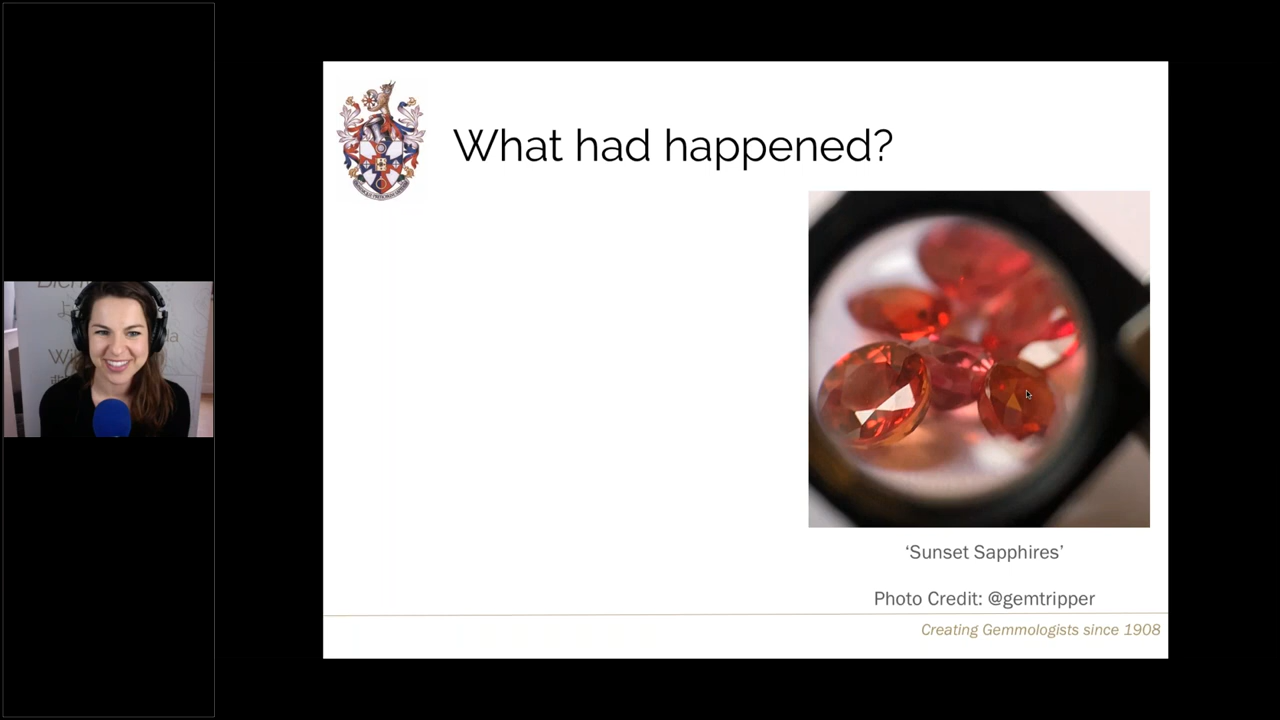 What had happened?
‘Sunset Sapphires’
Photo Credit: @gemtripper
Creating Gemmologists since 1908